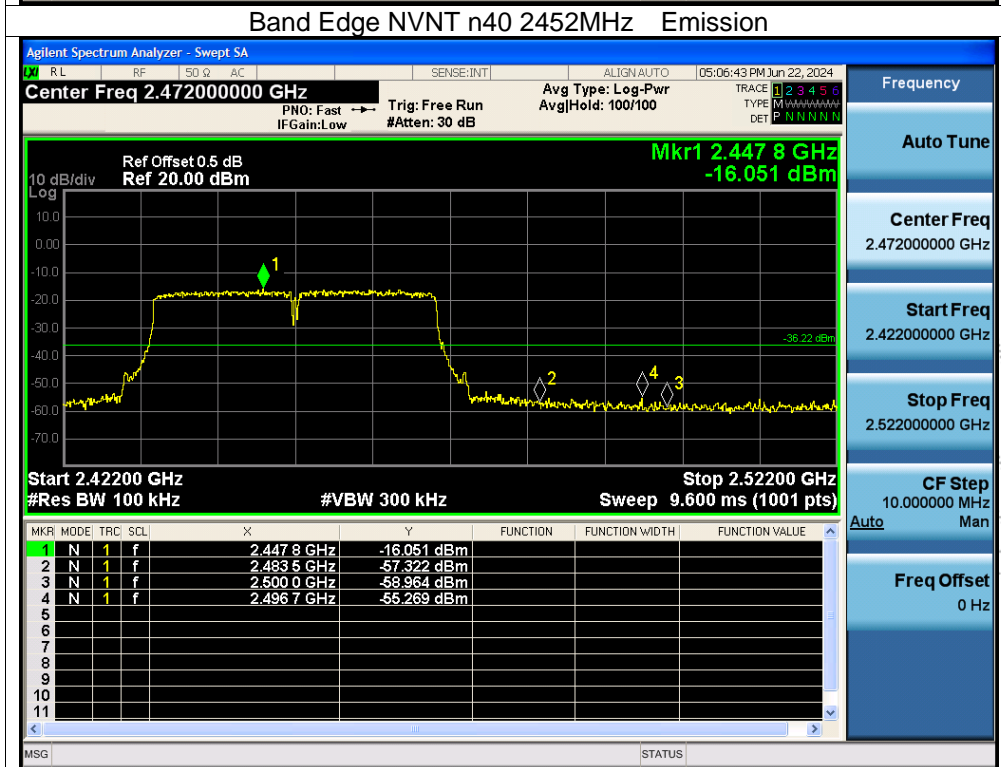 Band Edge NVNT n40 2452MHz Emission
Agilent Spectrum Analyzer - Swept SA
LXI RL RF 50 Ω AC SENSE:INT ALIGN AUTO 05:06:43 PM Jun 22, 2024
Center Freq 2.472000000 GHz
PNO: Fast
IFGain:Low
Trig: Free Run
#Atten: 30 dB
Avg Type: Log-Pwr
Avg|Hold: 100/100
TRACE 1 2 3 4 5 6
TYPE M WWWWW
DET P N N N N N
Frequency
Auto Tune
Center Freq
2.472000000 GHz
Start Freq
2.422000000 GHz
Stop Freq
2.522000000 GHz
CF Step
10.000000 MHz
Auto Man
Freq Offset
0 Hz
Mkr1 2.447 8 GHz
-16.051 dBm
Ref Offset 0.5 dB
10 dB/div Ref 20.00 dBm
Log
10.0
0.00
-10.0
-20.0
-30.0
-40.0
-50.0
-60.0
-70.0
1
-36.22 dBm
2
4
3
Start 2.42200 GHz Stop 2.52200 GHz
#Res BW 100 kHz #VBW 300 kHz Sweep 9.600 ms (1001 pts)
MKR MODE TRC SCL X Y FUNCTION FUNCTION WIDTH FUNCTION VALUE
1 N 1 f 2.447 8 GHz -16.051 dBm
2 N 1 f 2.483 5 GHz -57.322 dBm
3 N 1 f 2.500 0 GHz -58.964 dBm
4 N 1 f 2.496 7 GHz -55.269 dBm
5
6
7
8
9
10
11
MSG STATUS